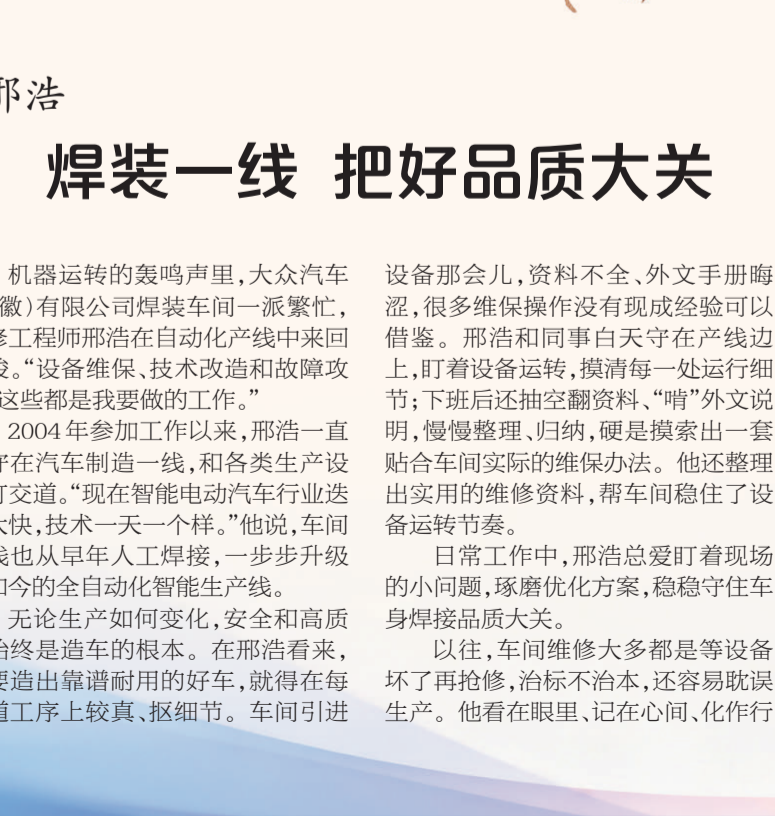 浩
焊装一线 把好品质大关
机器运转的轰鸣声里，大众汽车
徽）有限公司焊装车间一派繁忙，
工程师邢浩在自动化产线中来回
。“设备维保、技术改造和故障攻
这些都是我要做的工作。”
2004年参加工作以来，邢浩一直
在汽车制造一线，和各类生产设
交道。“现在智能电动汽车行业迭
快，技术一天一个样。”他说，车间
也从早年人工焊接，一步步升级
今的全自动化智能生产线。
无论生产如何变化，安全和高质
始终是造车的根本。在邢浩看来，
要造出靠谱耐用的好车，就得在每
道工序上较真、抠细节。车间引进
设备那会儿，资料不全、外文手册晦
涩，很多维保操作没有现成经验可以
借鉴。邢浩和同事白天守在产线边
上，盯着设备运转，摸清每一处运行细
节；下班后还抽空翻资料、“啃”外文说
明，慢慢整理、归纳，硬是摸索出一套
贴合车间实际的维保办法。他还整理
出实用的维修资料，帮车间稳住了设
备运转节奏。
日常工作中，邢浩总爱盯着现场
的小问题，琢磨优化方案，稳稳守住车
身焊接品质大关。
以往，车间维修大多都是等设备
坏了再抢修，治标不治本，还容易耽误
生产。他看在眼里、记在心间、化作行